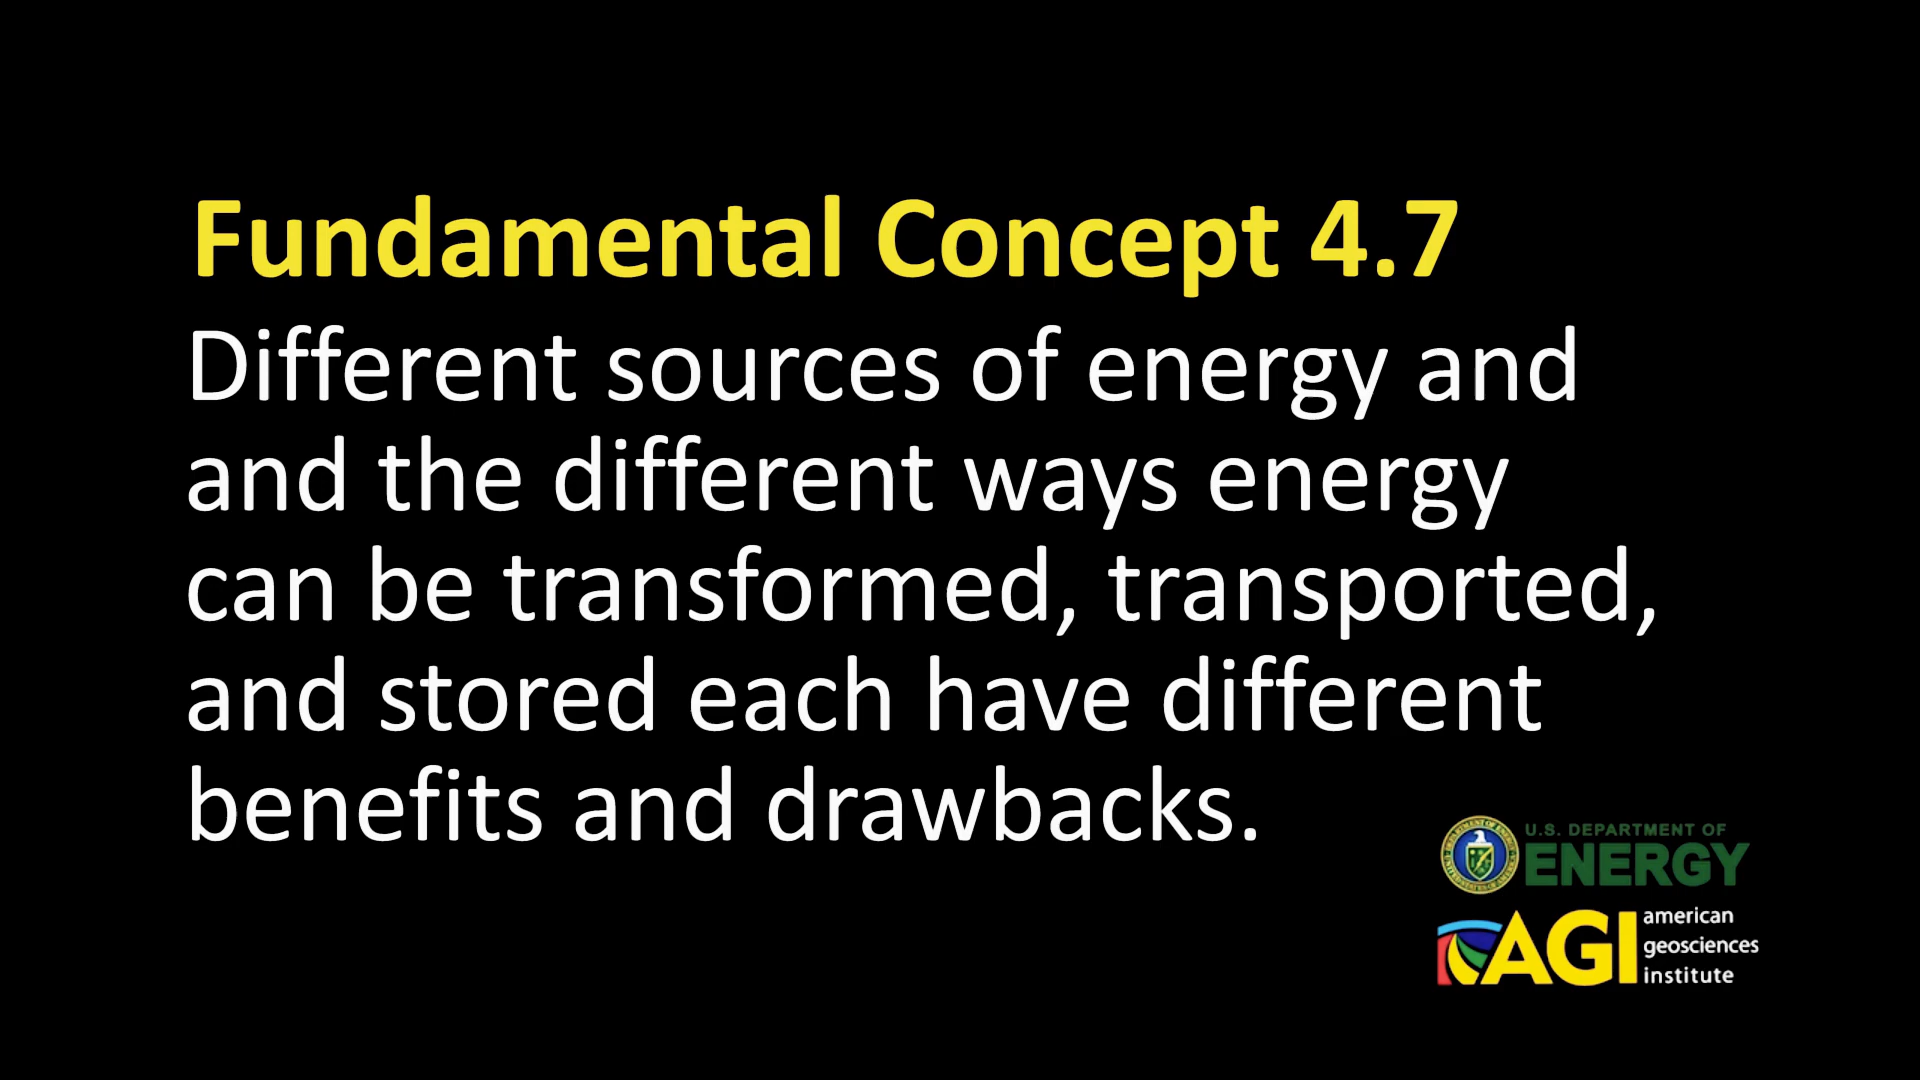 Fundamental Concept 4.7
Different sources of energy and
and the different ways energy
can be transformed, transported,
and stored each have different
benefits and drawbacks.
U.S. DEPARTMENT OF
ENERGY
AGI
american
geosciences
institute